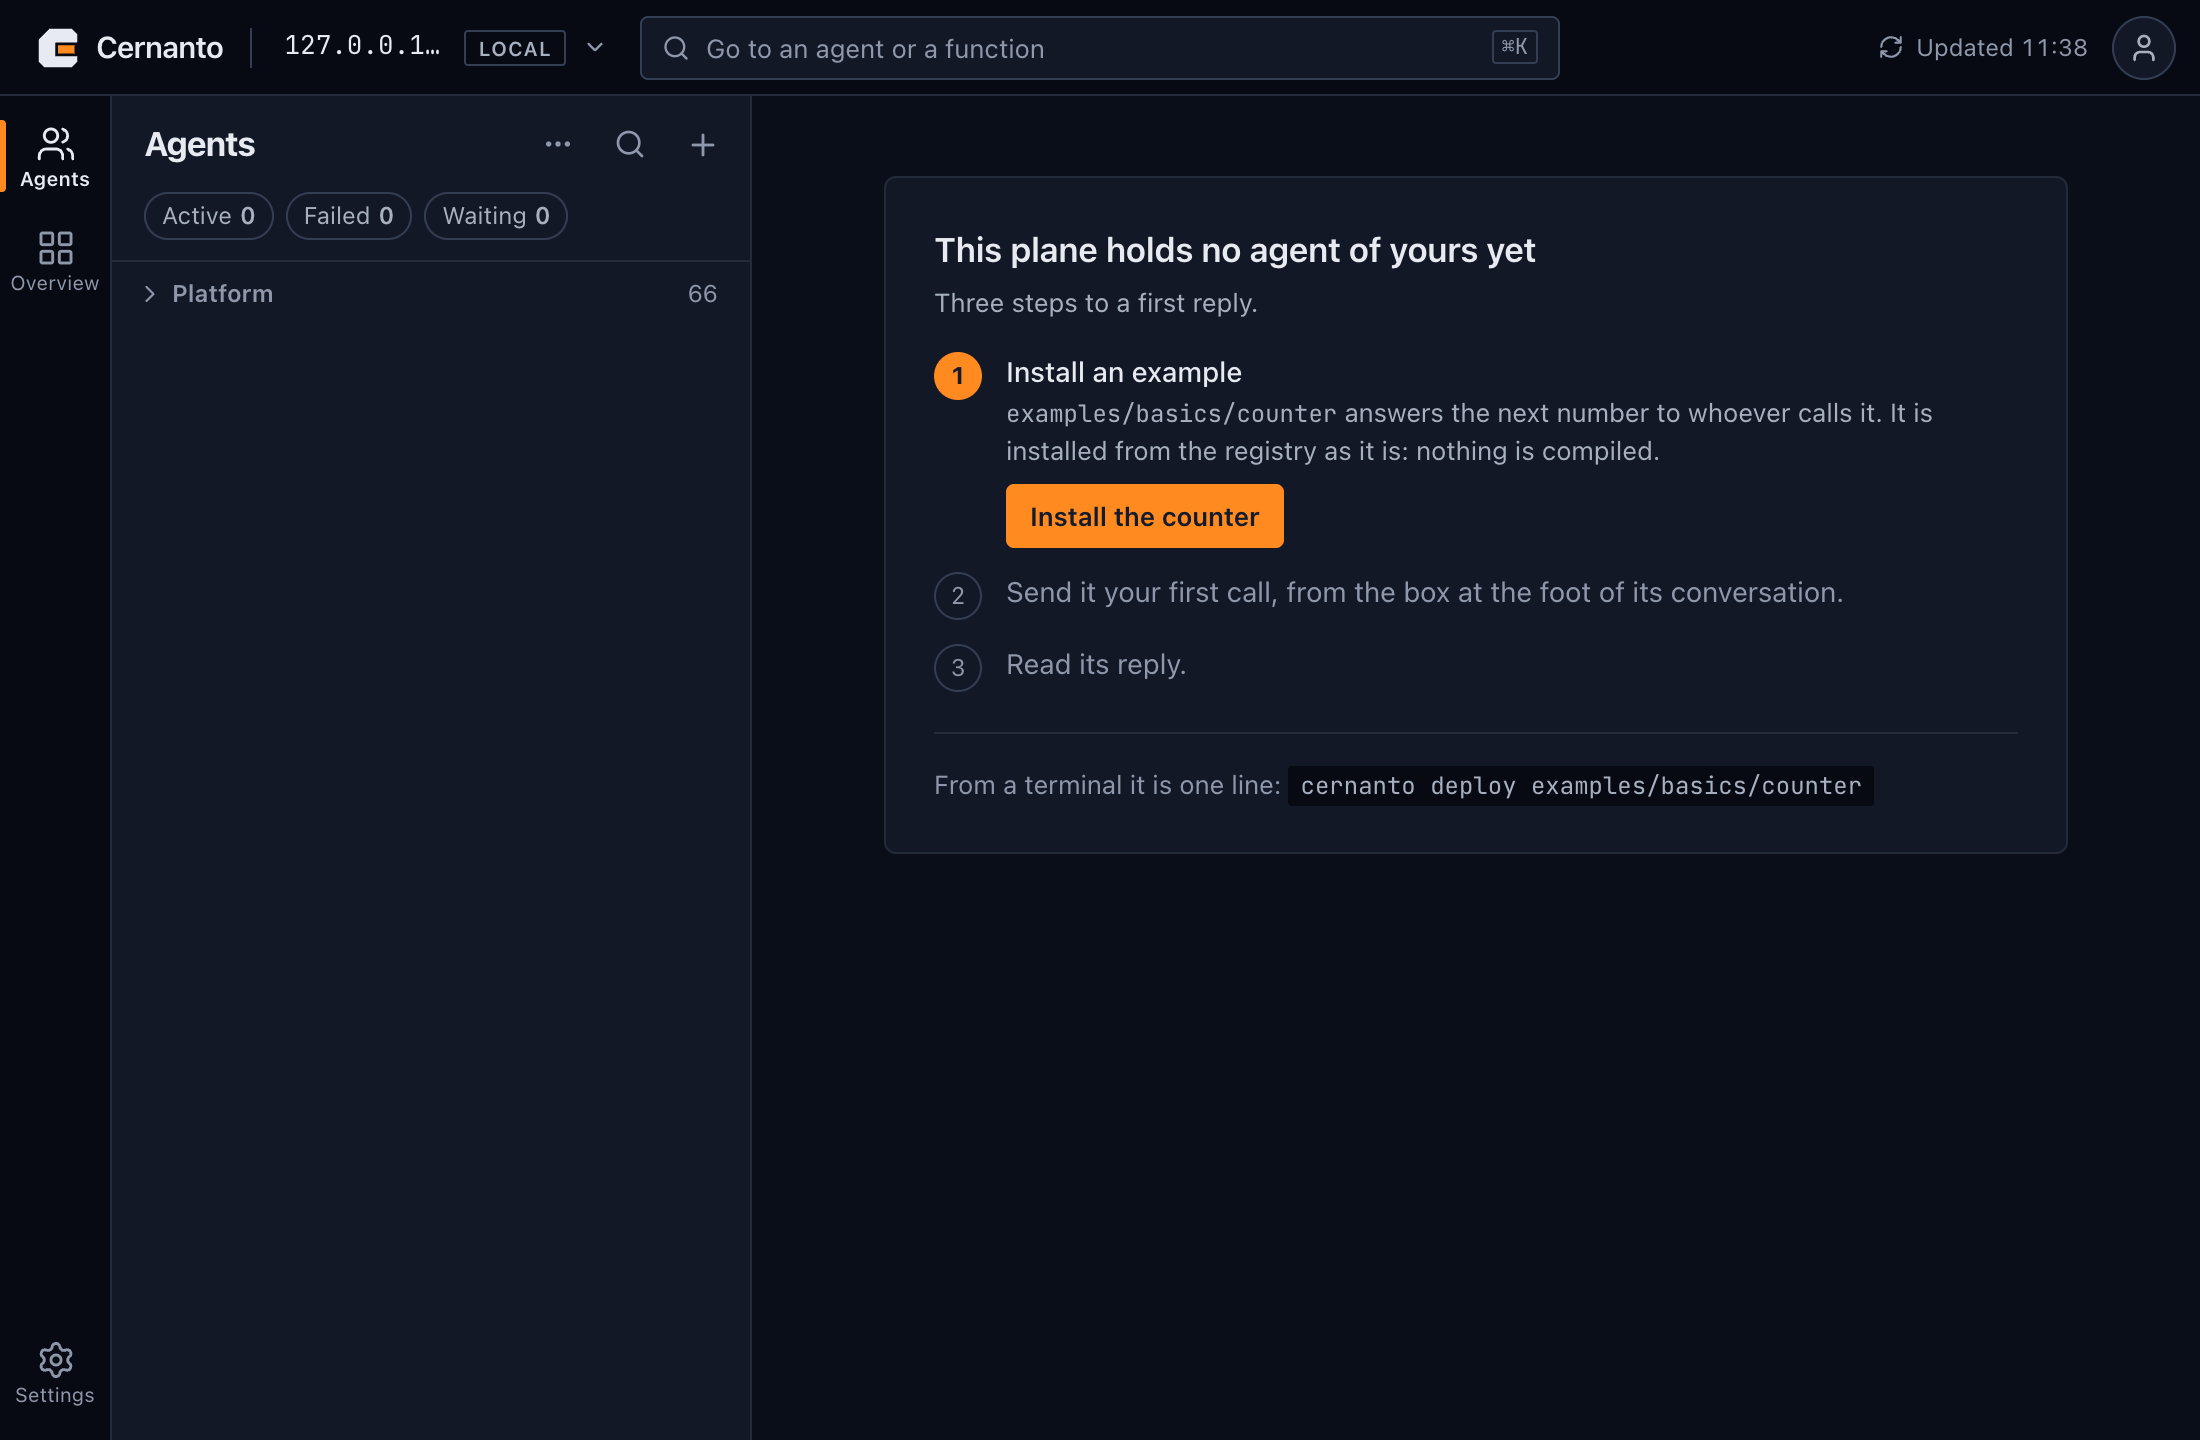 Cernanto
127.0.0.1…
LOCAL
Go to an agent or a function
⌘K
Updated 11:38
Agents
Overview
Settings
Agents
Active 0
Failed 0
Waiting 0
Platform
66
This plane holds no agent of yours yet
Three steps to a first reply.
1
Install an example
examples/basics/counter answers the next number to whoever calls it. It is
installed from the registry as it is: nothing is compiled.
Install the counter
2
Send it your first call, from the box at the foot of its conversation.
3
Read its reply.
From a terminal it is one line: cernanto deploy examples/basics/counter